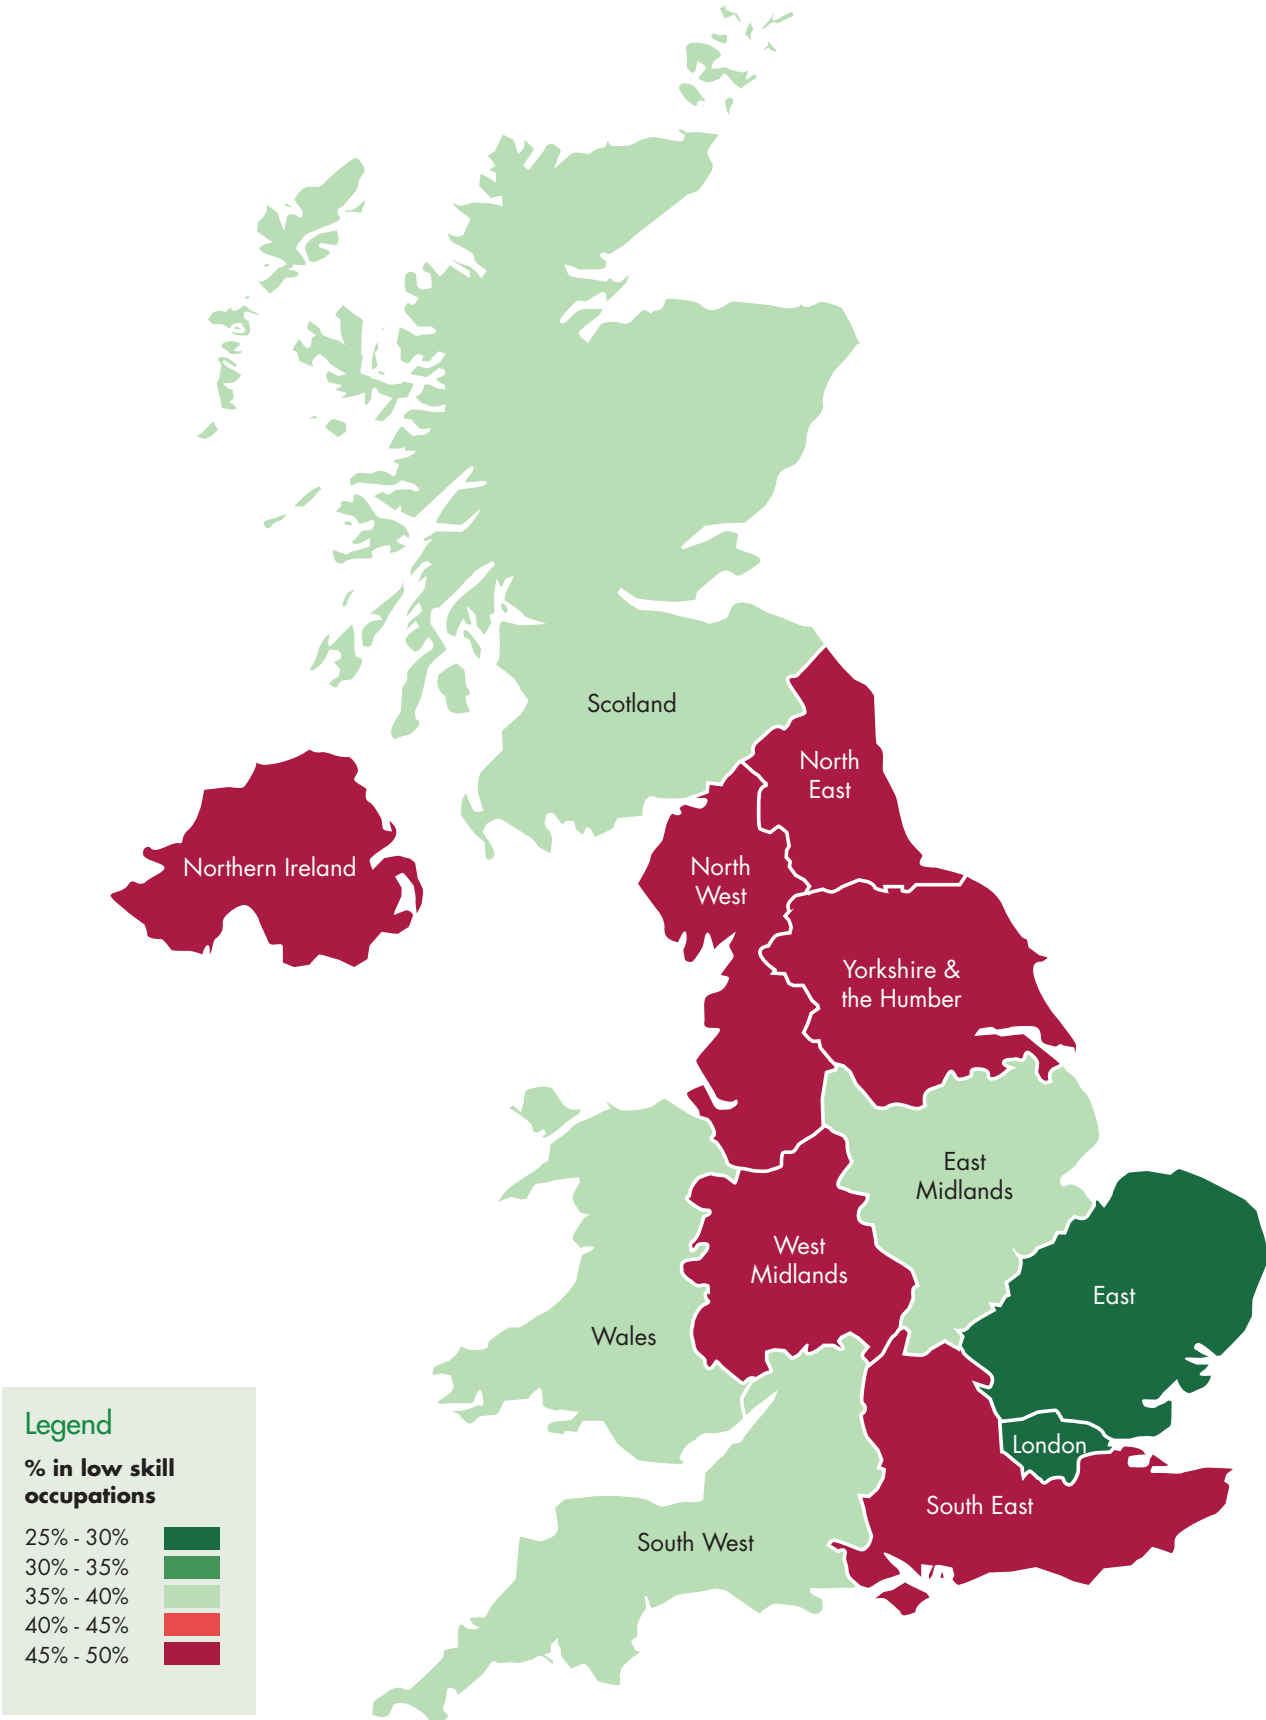 Scotland
North
East
Northern Ireland
North
West
Yorkshire &
the Humber
East
Midlands
West
Midlands
East
Wales
London
South East
South West
Legend
% in low skill
occupations
25% - 30%
30% - 35%
35% - 40%
40% - 45%
45% - 50%